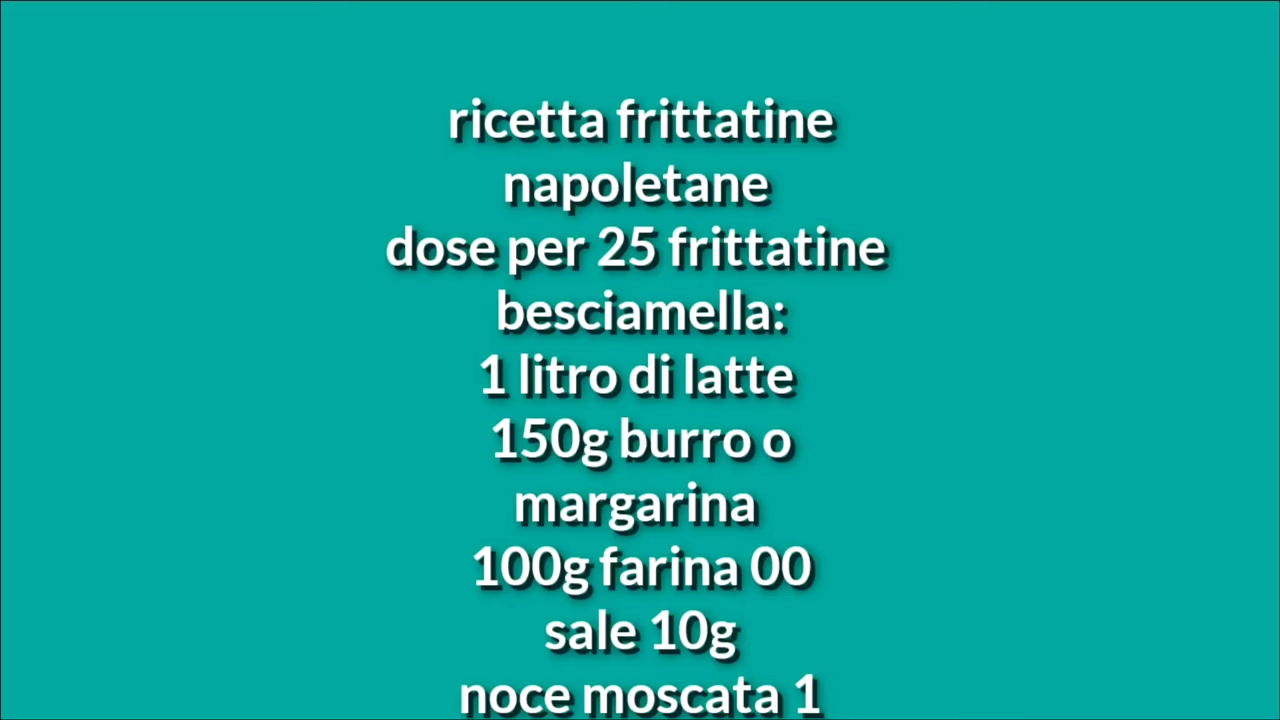 ricetta frittatine
napoletane
dose per 25 frittatine
besciamella:
1 litro di latte
150g burro o
margarina
100g farina 00
sale 10g
noce moscata 1